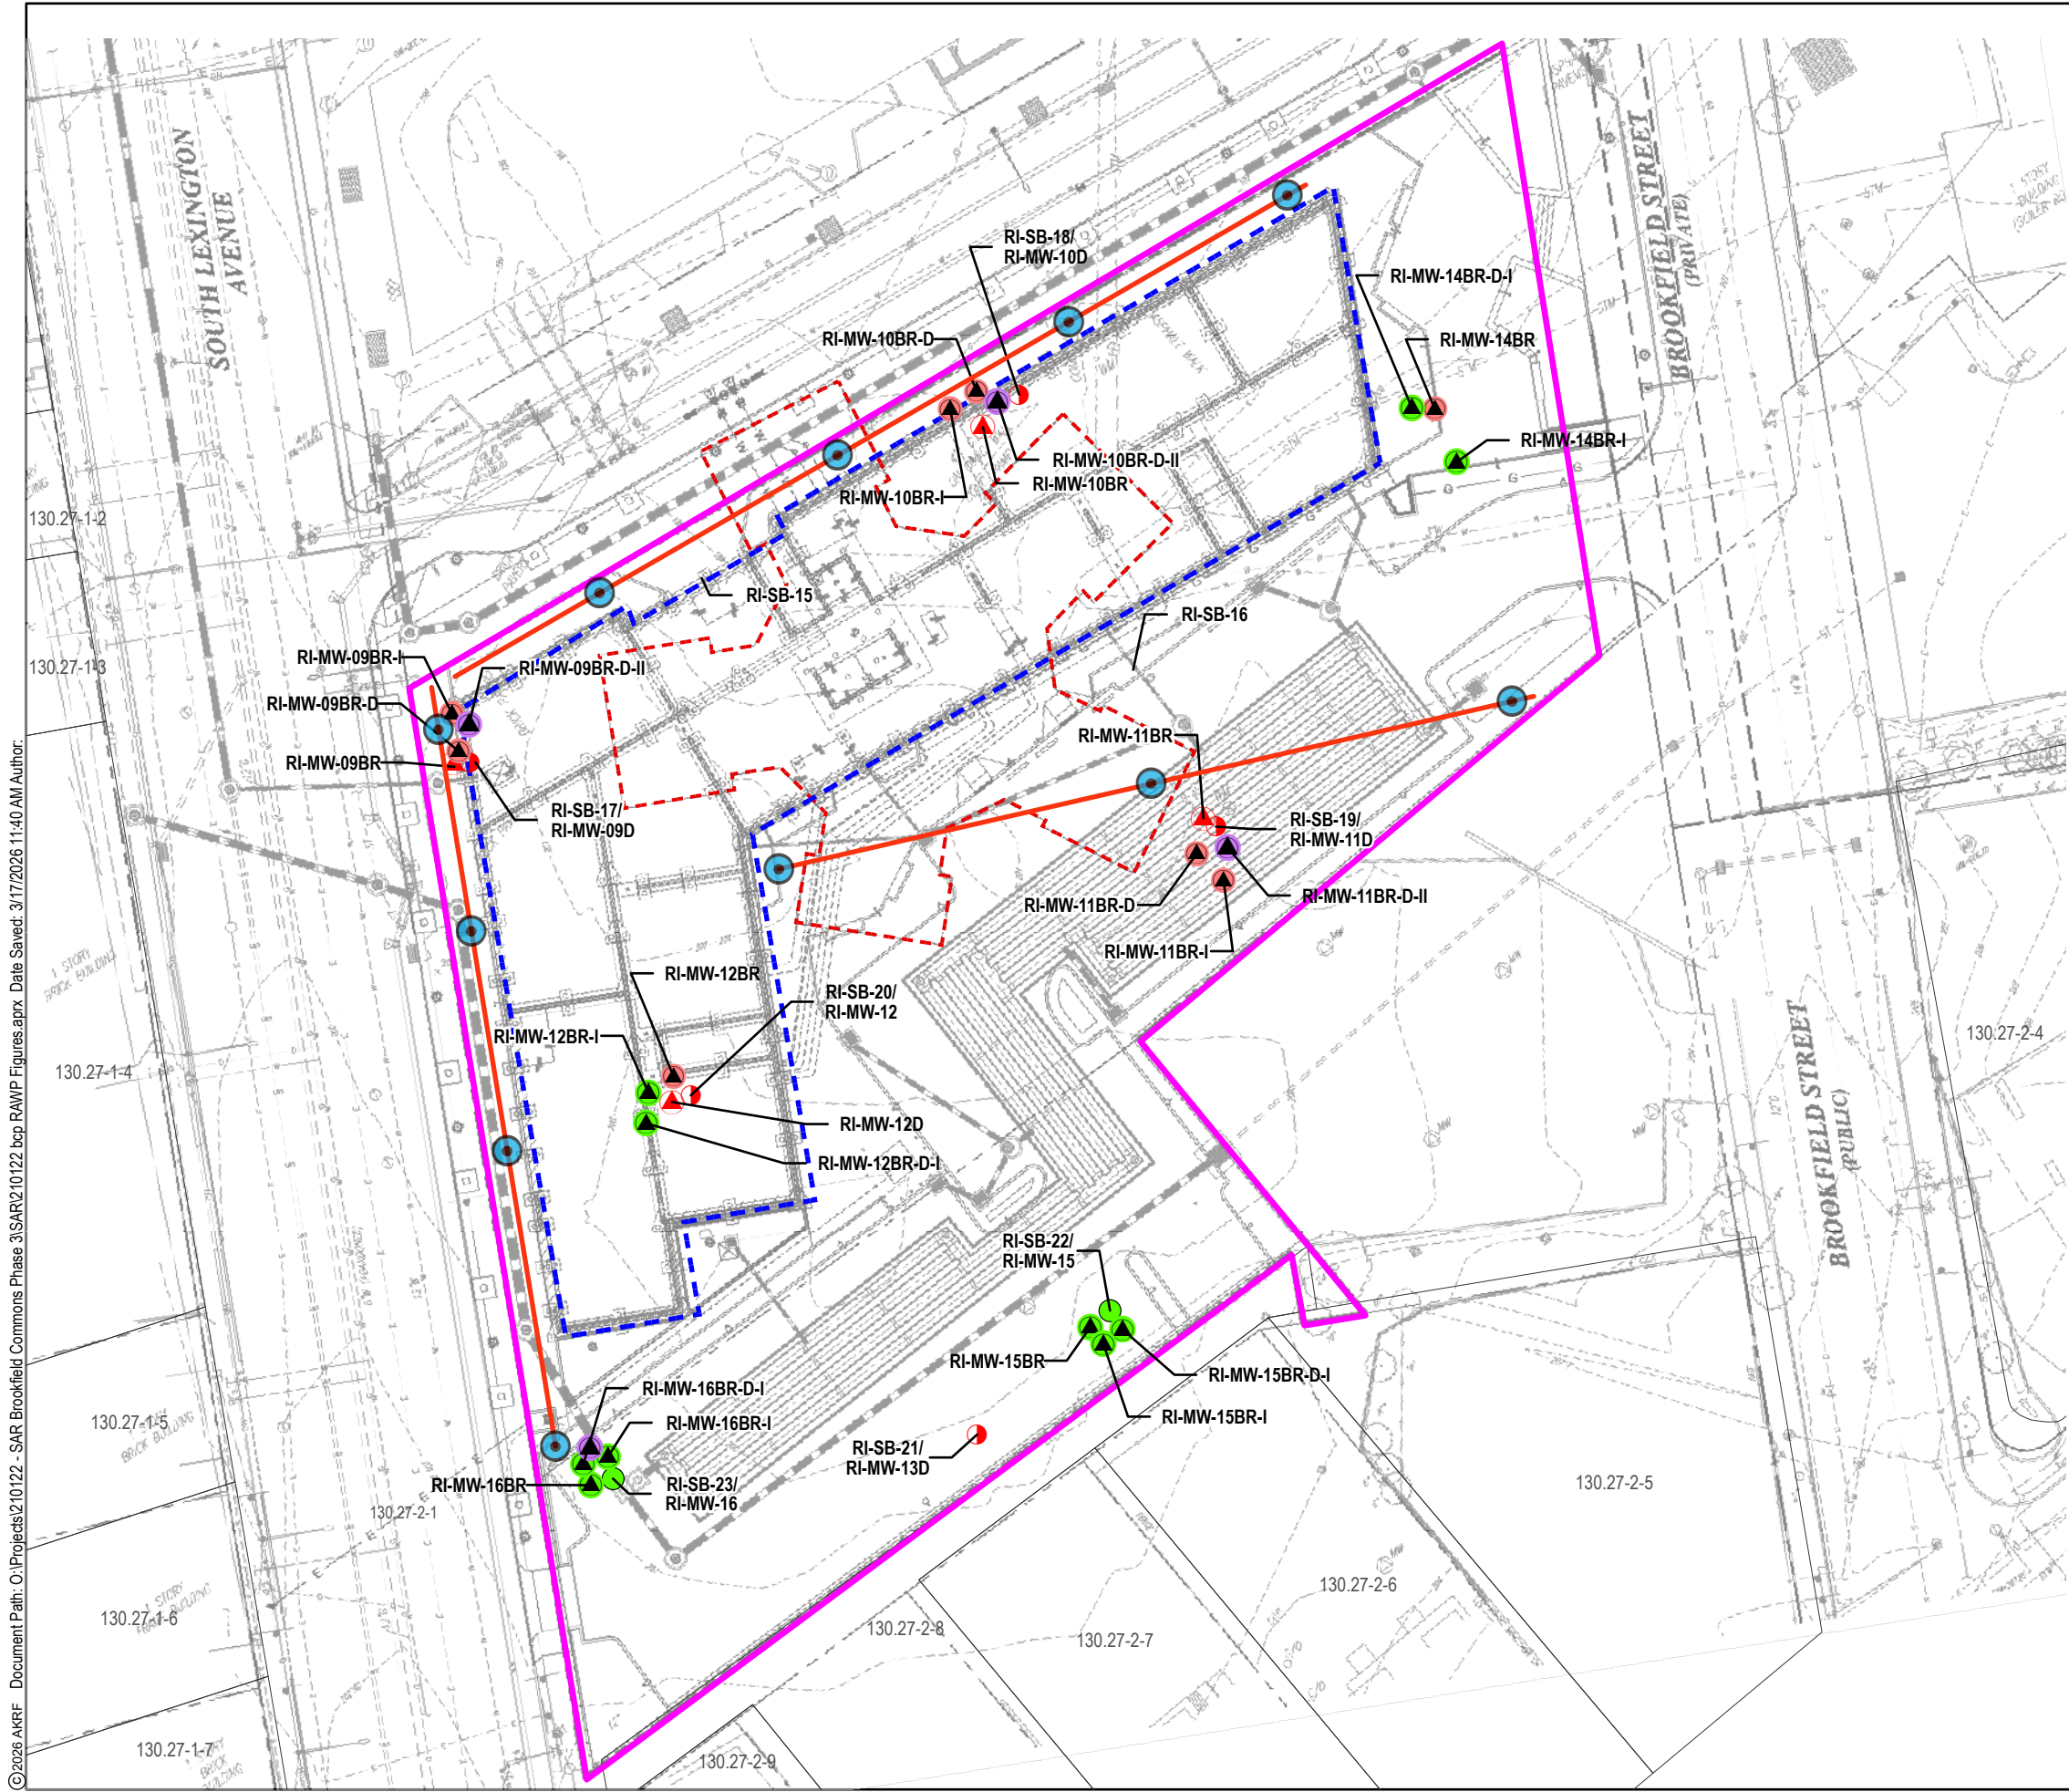 SOUTH LEXINGTON
AVENUE
BROOKFIELD STREET
(PRIVATE)
RI-SB-18/
RI-MW-10D
RI-MW-14BR-D-I
RI-MW-10BR-D
RI-MW-14BR
RI-MW-14BR-I
RI-MW-10BR-D-II
RI-MW-10BR
RI-MW-10BR-I
130.27-1-2
RI-SB-15
RI-SB-16
130.27-1-3
RI-MW-09BR-I
RI-MW-09BR-D-II
RI-MW-09BR-D
RI-MW-11BR
RI-MW-09BR
RI-SB-17/
RI-MW-09D
RI-SB-19/
RI-MW-11D
RI-MW-11BR-D
RI-MW-11BR-D-II
RI-MW-11BR-I
RI-MW-12BR
RI-SB-20/
RI-MW-12
RI-MW-12BR-I
130.27-2-4
130.27-1-4
RI-MW-12D
RI-MW-12BR-D-I
BROOKFIELD STREET
(PUBLIC)
RI-SB-22/
RI-MW-15
RI-MW-15BR
RI-MW-15BR-D-I
RI-MW-16BR-D-I
RI-MW-16BR-I
RI-MW-15BR-I
130.27-1-5
BRICK BUILDING
RI-SB-21/
RI-MW-13D
RI-MW-16BR
RI-SB-23/
RI-MW-16
130.27-2-5
130.27-2-1
130.27-2-6
130.27-1-6
130.27-2-8
130.27-2-7
130.27-1-7
130.27-2-9
1 STORY
BRICK BUILDING
©2026 AKRF Document Path: O:\Projects\210122 - SAR Brookfield Commons Phase 3\SAR\210122 bcp RAWP Figures.aprx Date Saved: 3/17/2026 11:40 AM Author: